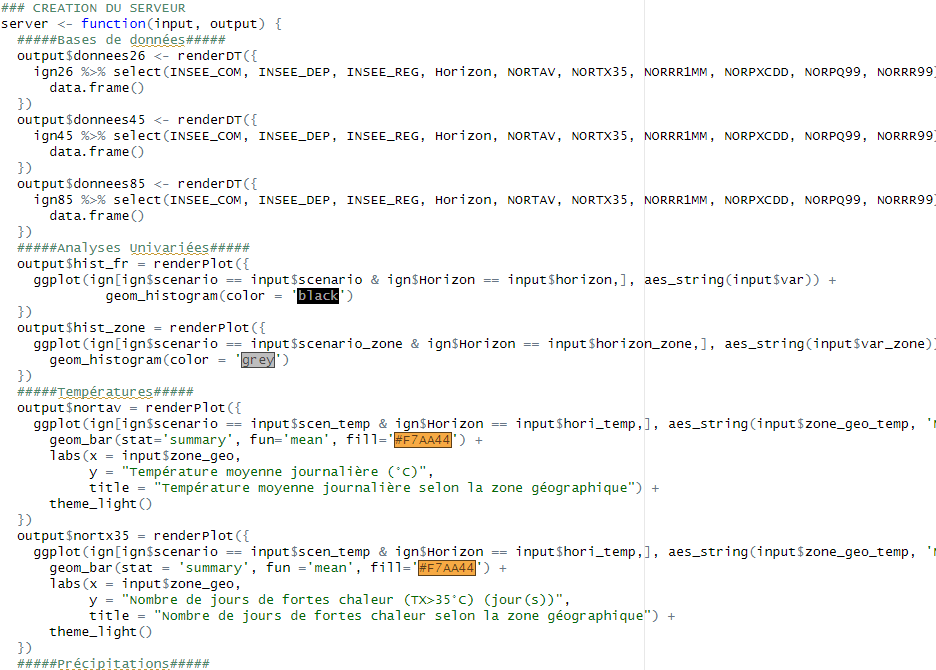 ### CREATION DU SERVEUR
server <- function(input, output) {
#####Bases de données#####
output$donnees26 <- renderDT({
ign26 %>% select(INSEE_COM, INSEE_DEP, INSEE_REG, Horizon, NORTAV, NORTX35, NORRR1MM, NORPXCDD, NORPQ99, NORRR99)
data.frame()
})
output$donnees45 <- renderDT({
ign45 %>% select(INSEE_COM, INSEE_DEP, INSEE_REG, Horizon, NORTAV, NORTX35, NORRR1MM, NORPXCDD, NORPQ99, NORRR99)
data.frame()
})
output$donnees85 <- renderDT({
ign85 %>% select(INSEE_COM, INSEE_DEP, INSEE_REG, Horizon, NORTAV, NORTX35, NORRR1MM, NORPXCDD, NORPQ99, NORRR99)
data.frame()
})
#####Analyses Univariées#####
output$hist_fr = renderPlot({
ggplot(ign[ign$scenario == input$scenario & ign$Horizon == input$horizon,], aes_string(input$var)) +
geom_histogram(color = 'black')
})
output$hist_zone = renderPlot({
ggplot(ign[ign$scenario == input$scenario_zone & ign$Horizon == input$horizon_zone,], aes_string(input$var_zone))
geom_histogram(color = 'grey')
})
#####Températures#####
output$nortav = renderPlot({
ggplot(ign[ign$scenario == input$scen_temp & ign$Horizon == input$hori_temp,], aes_string(input$zone_geo_temp, '
geom_bar(stat='summary', fun='mean', fill='#F7AA44') +
labs(x = input$zone_geo,
y = "Température moyenne journalière (°C)",
title = "Température moyenne journalière selon la zone géographique") +
theme_light()
})
output$nortx35 = renderPlot({
ggplot(ign[ign$scenario == input$scen_temp & ign$Horizon == input$hori_temp,], aes_string(input$zone_geo_temp, '
geom_bar(stat = 'summary', fun ='mean', fill='#F7AA44') +
labs(x = input$zone_geo,
y = "Nombre de jours de fortes chaleur (TX>35°C) (jour(s))",
title = "Nombre de jours de fortes chaleur selon la zone géographique") +
theme_light()
})
#####Précipitations#####